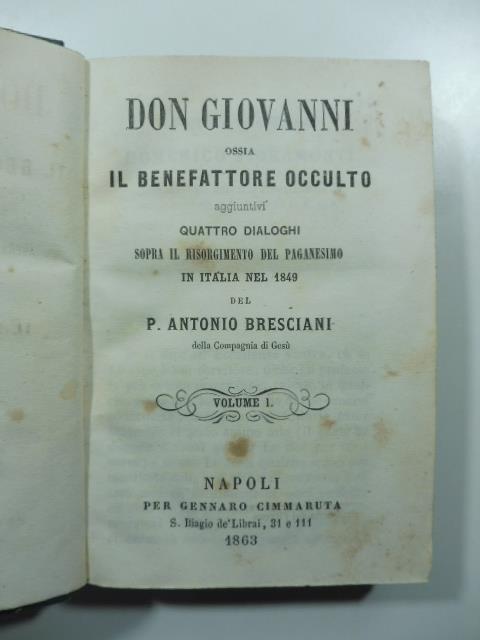 DON GIOVANNI
OSSIA
IL BENEFATTORE OCCULTO
aggiuntivi
QUATTRO DIALOGHI
SOPRA IL RISORGIMENTO DEL PAGANESIMO
IN ITALIA NEL 1849
DEL
P. ANTONIO BRESCIANI
della Compagnia di Gesù
VOLUME 1.
NAPOLI
PER GENNARO CIMMARUTA
S. Biagio de' Librai, 31 e 111
1863